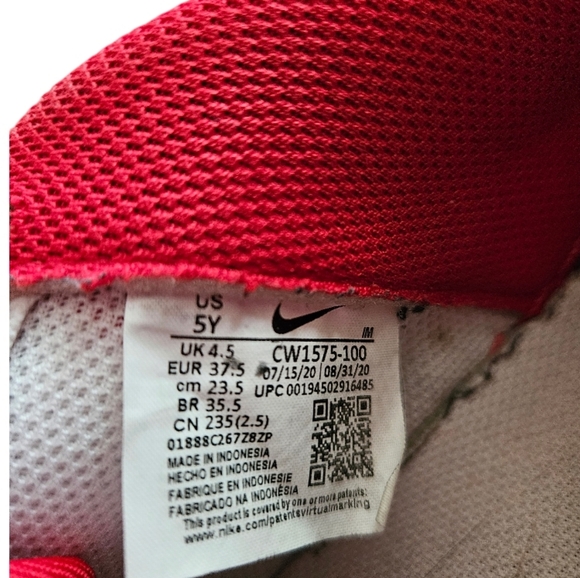 US
5Y
IM
UK 4.5 CW1575-100
EUR 37.5 07/15/20 | 08/31/20
cm 23.5 UPC 00194502916485
BR 35.5
CN 235(2.5)
01888C267Z8ZP
MADE IN INDONESIA
HECHO EN INDONESIA
FABRIQUE EN INDONESIE
FABRICADO NA INDONÉSIA
This product is covered by one or more patents:
www.nike.com/patentsvirtualmarking